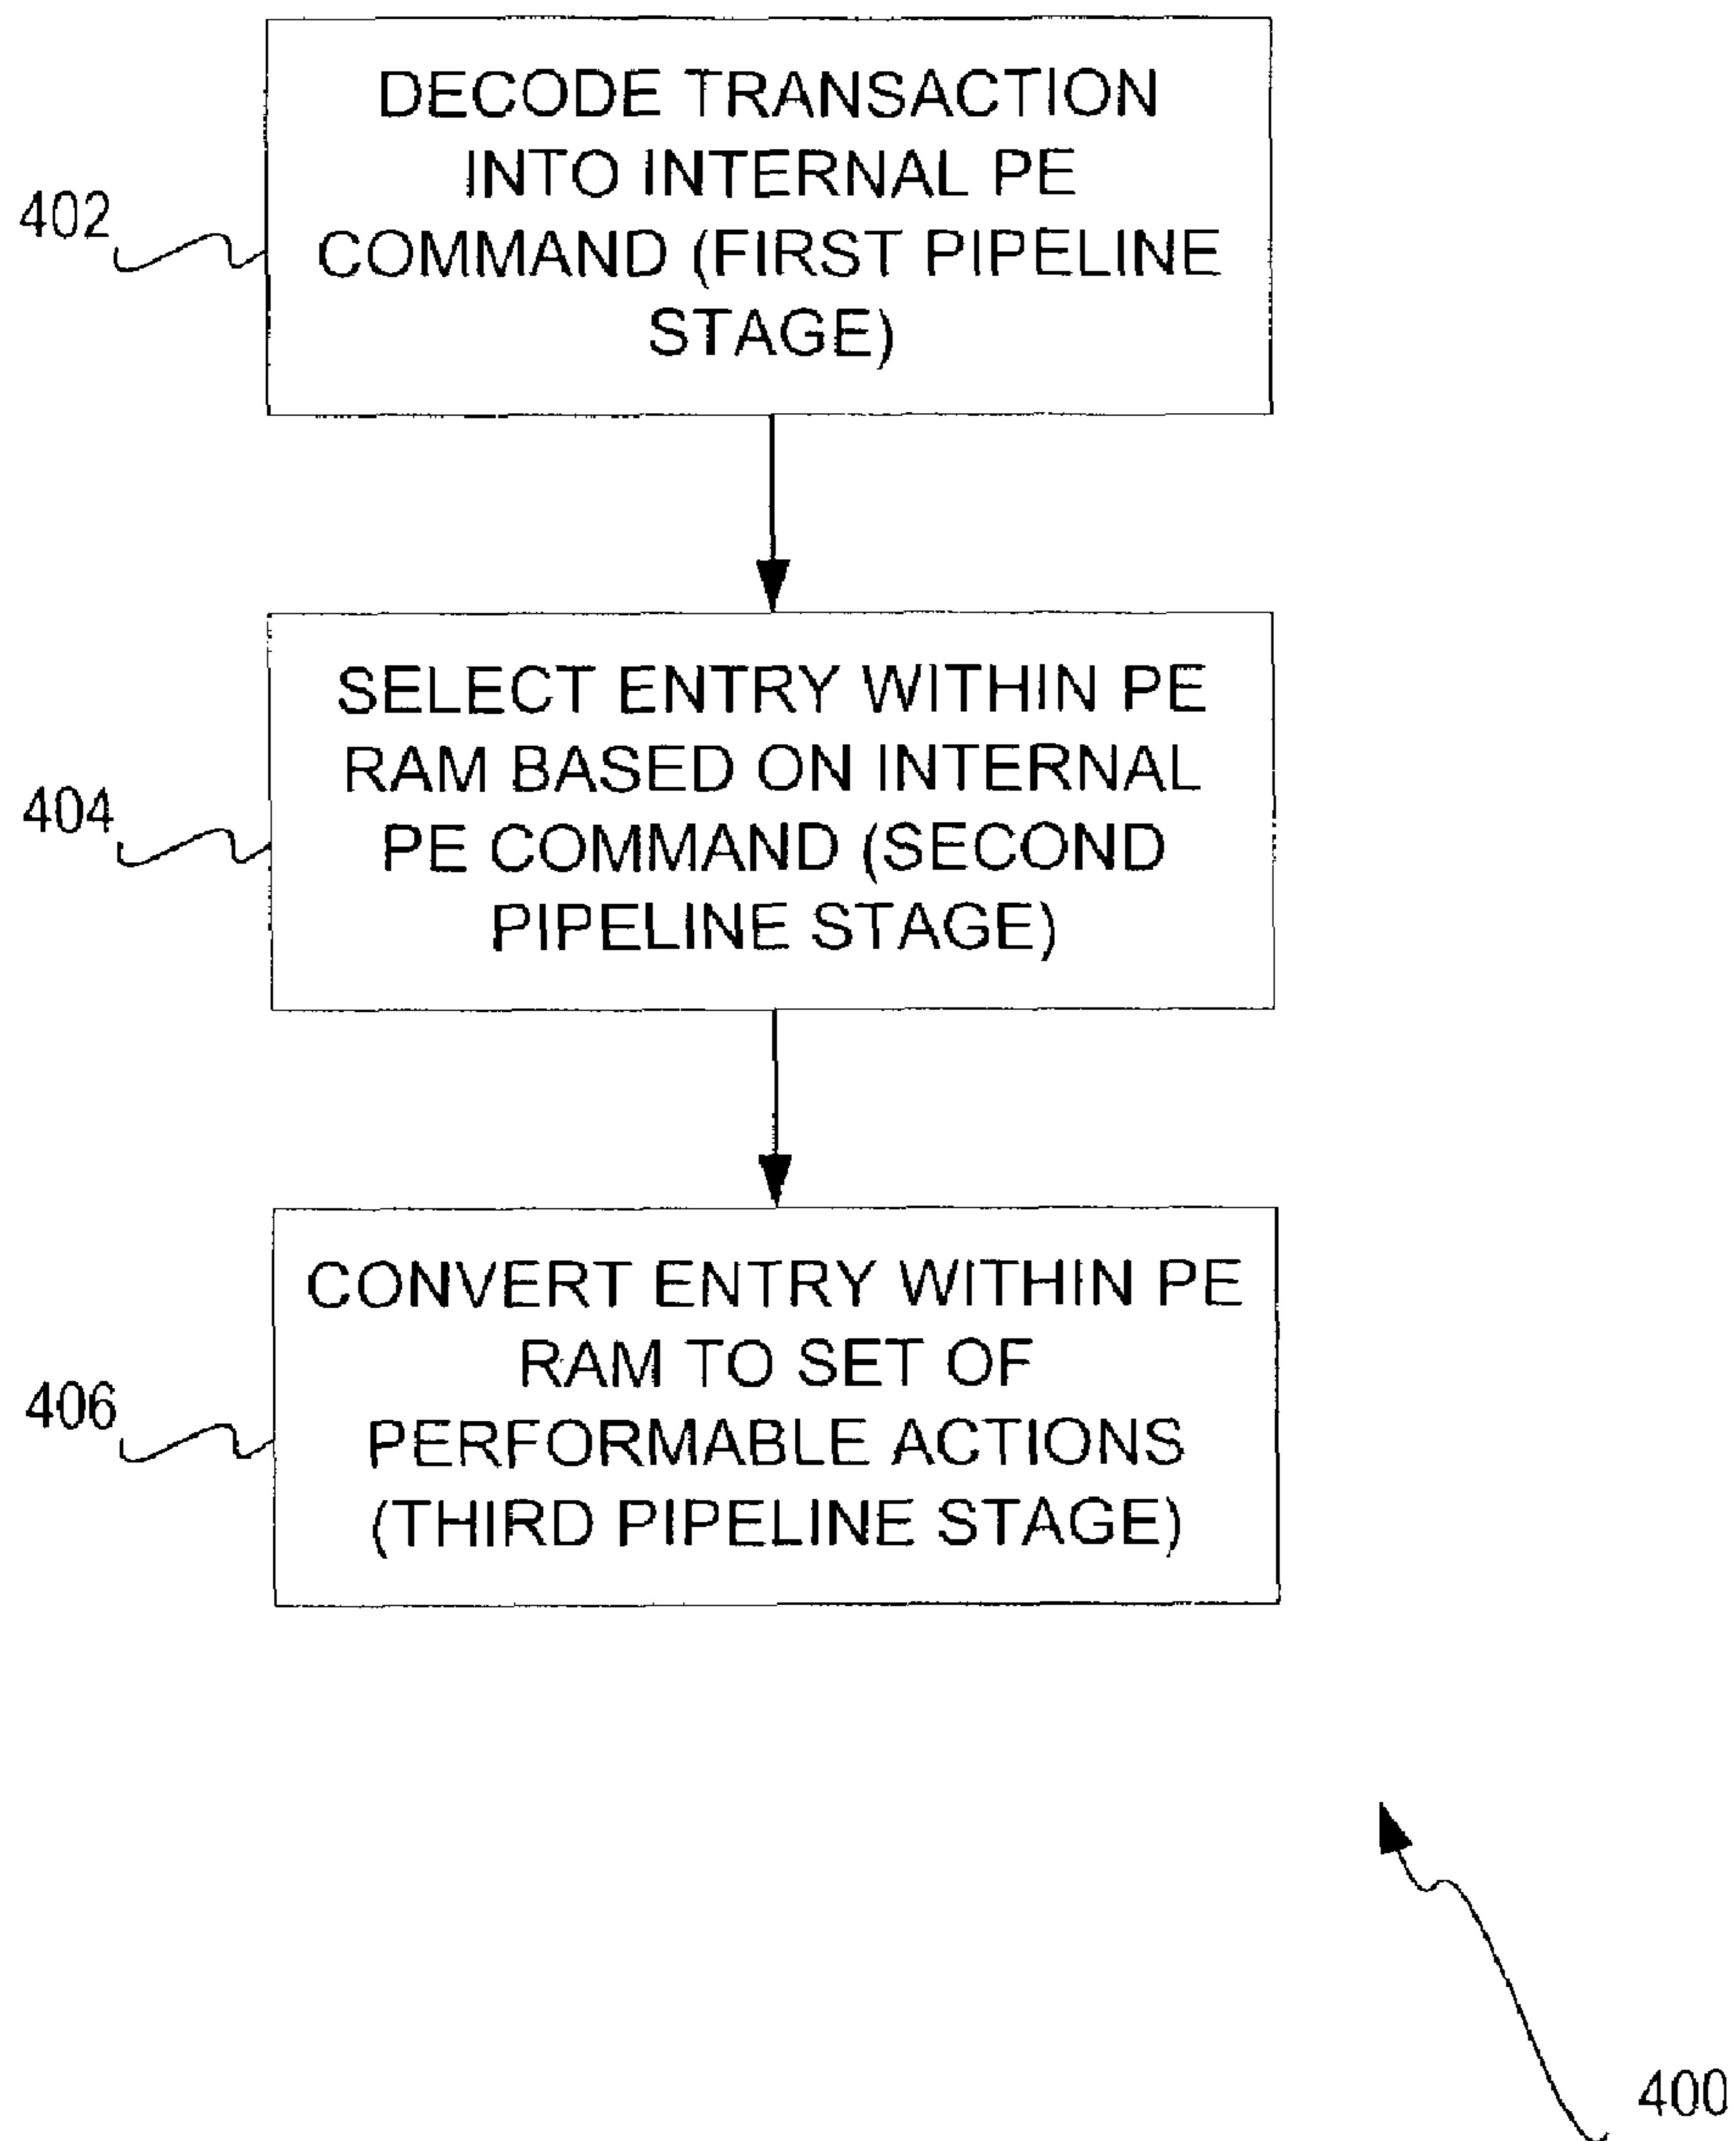 DECODE TRANSACTION
INTO INTERNAL PE
COMMAND (FIRST PIPELINE
STAGE)
402
SELECT ENTRY WITHIN PE
RAM BASED ON INTERNAL
PE COMMAND (SECOND
PIPELINE STAGE)
404
CONVERT ENTRY WITHIN PE
RAM TO SET OF
PERFORMABLE ACTIONS
(THIRD PIPELINE STAGE)
406
400